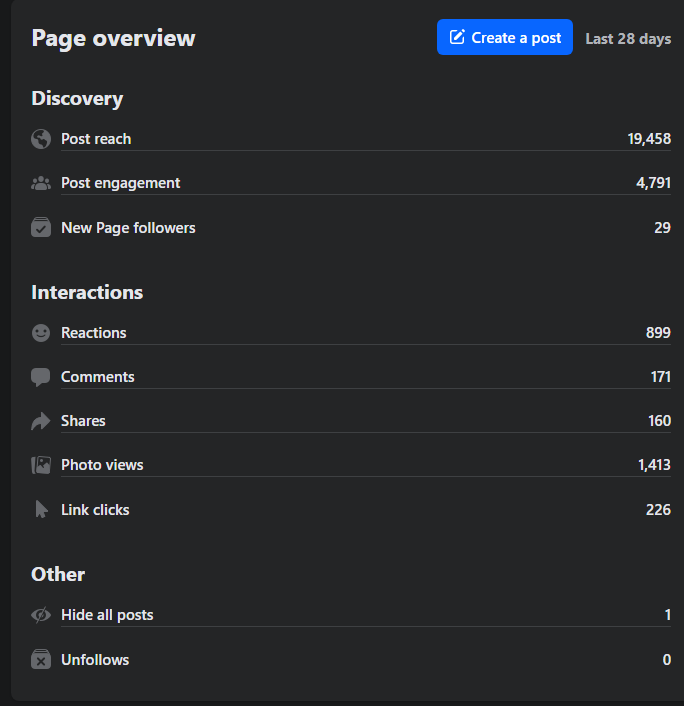 Page overview
Create a post
Last 28 days
Discovery
Post reach 19,458
Post engagement 4,791
New Page followers 29
Interactions
Reactions 899
Comments 171
Shares 160
Photo views 1,413
Link clicks 226
Other
Hide all posts 1
Unfollows 0